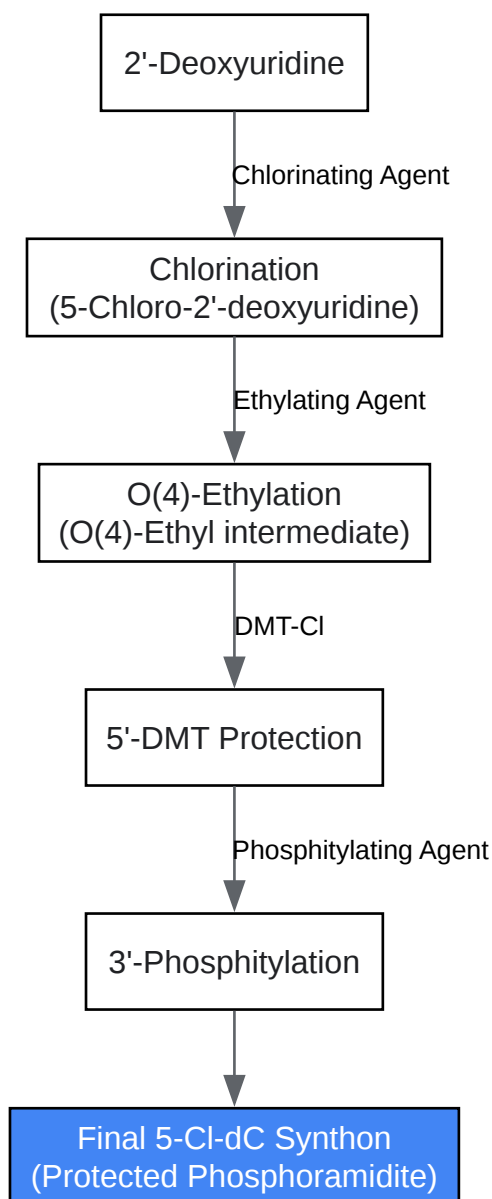 2'-Deoxyuridine
Chlorinating Agent
Chlorination
(5-Chloro-2'-deoxyuridine)
Ethylating Agent
O(4)-Ethylation
(O(4)-Ethyl intermediate)
DMT-Cl
5'-DMT Protection
Phosphitylating Agent
3'-Phosphitylation
Final 5-Cl-dC Synthon
(Protected Phosphoramidite)